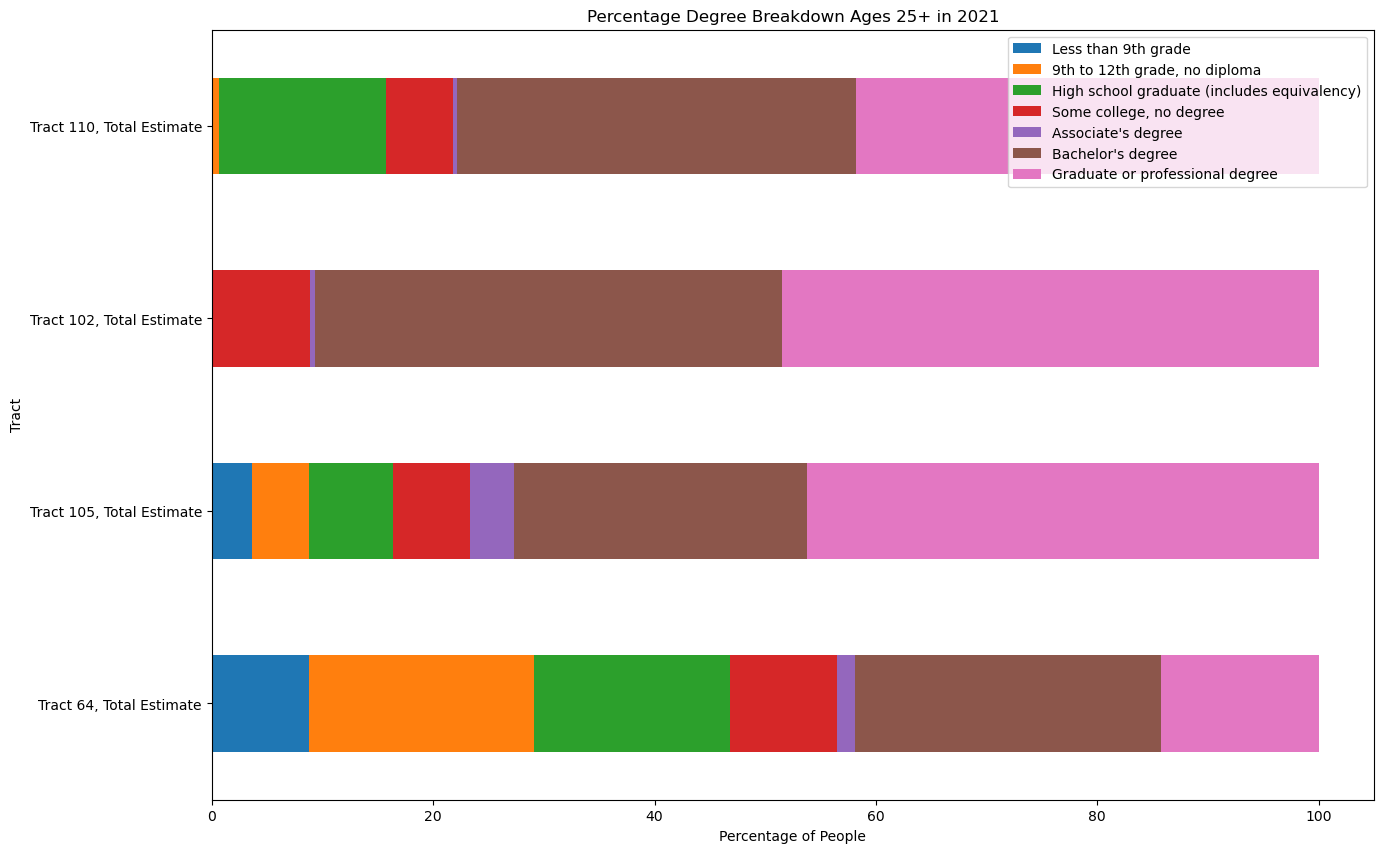 Percentage Degree Breakdown Ages 25+ in 2021
Less than 9th grade
9th to 12th grade, no diploma
High school graduate (includes equivalency)
Some college, no degree
Associate's degree
Bachelor's degree
Graduate or professional degree
Tract
Tract 110, Total Estimate
Tract 102, Total Estimate
Tract 105, Total Estimate
Tract 64, Total Estimate
0 20 40 60 80 100
Percentage of People